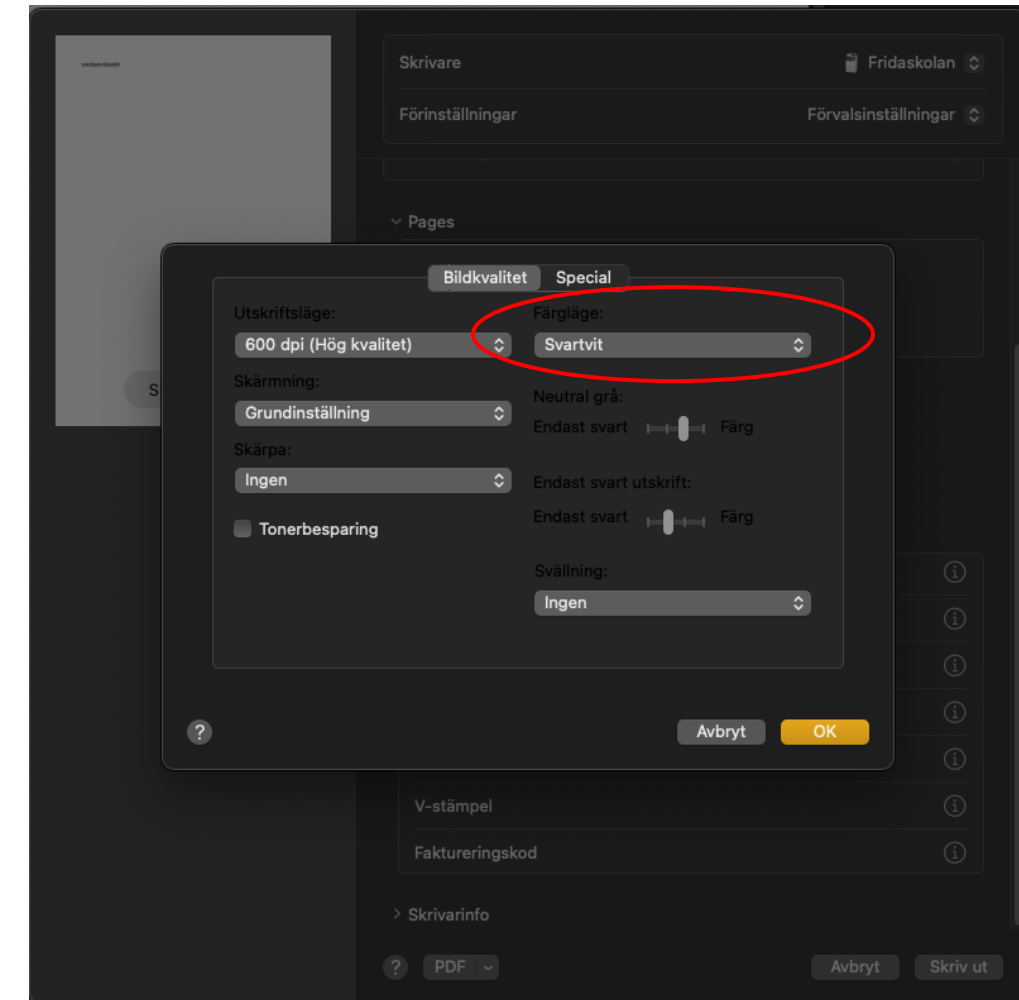 Skrivare
Fridaskolan
Förinställningar
Förvalsinställningar
Pages
Bildkvalitet Special
Utskriftsläge:
600 dpi (Hög kvalitet)
Skärmning:
Grundinställning
Skärpa:
Ingen
Tonerbesparing
Färgläge:
Svartvit
Neutral grå:
Endast svart Färg
Endast svart utskrift:
Endast svart Färg
Svällning:
Ingen
?
Avbryt OK
V-stämpel
Faktureringskod
Skrivarinfo
? PDF Avbryt Skriv ut